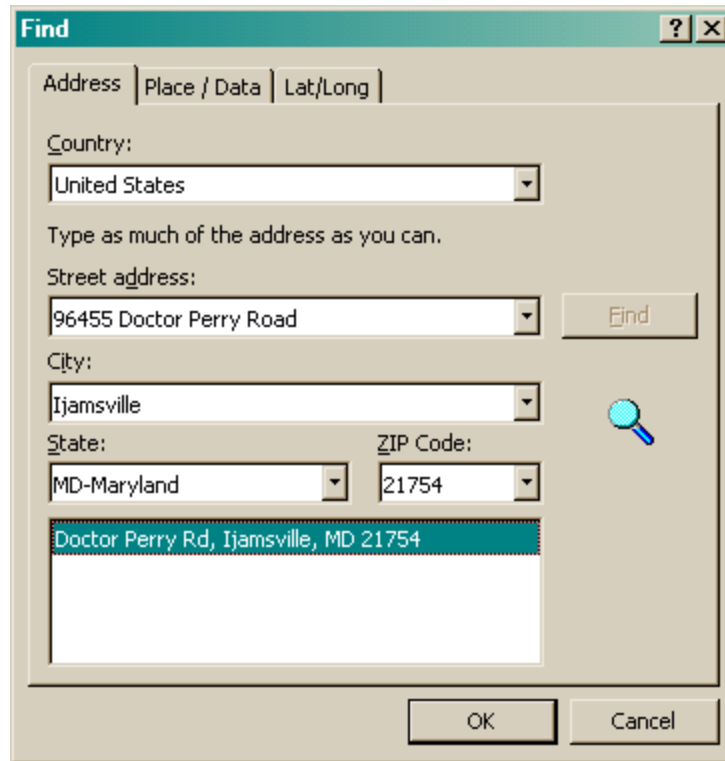 Find
Address Place / Data Lat/Long
Country:
United States
Type as much of the address as you can.
Street address:
96455 Doctor Perry Road
Find
City:
Ijamsville
State: ZIP Code:
MD-Maryland 21754
Doctor Perry Rd, Ijamsville, MD 21754
OK Cancel